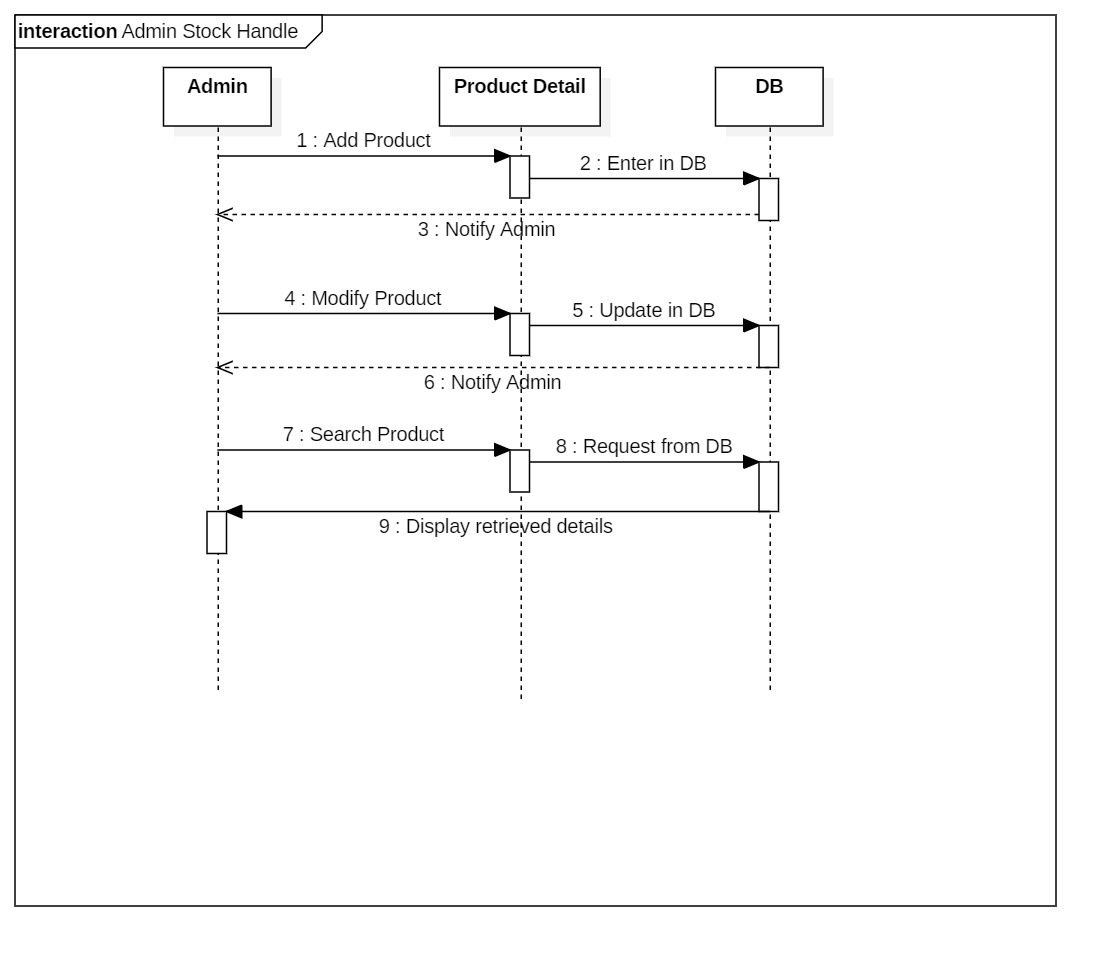 interaction Admin Stock Handle
Admin
Product Detail
DB
1 : Add Product
2 : Enter in DB
3 : Notify Admin
4 : Modify Product
5 : Update in DB
6 : Notify Admin
7 : Search Product
8 : Request from DB
9 : Display retrieved details